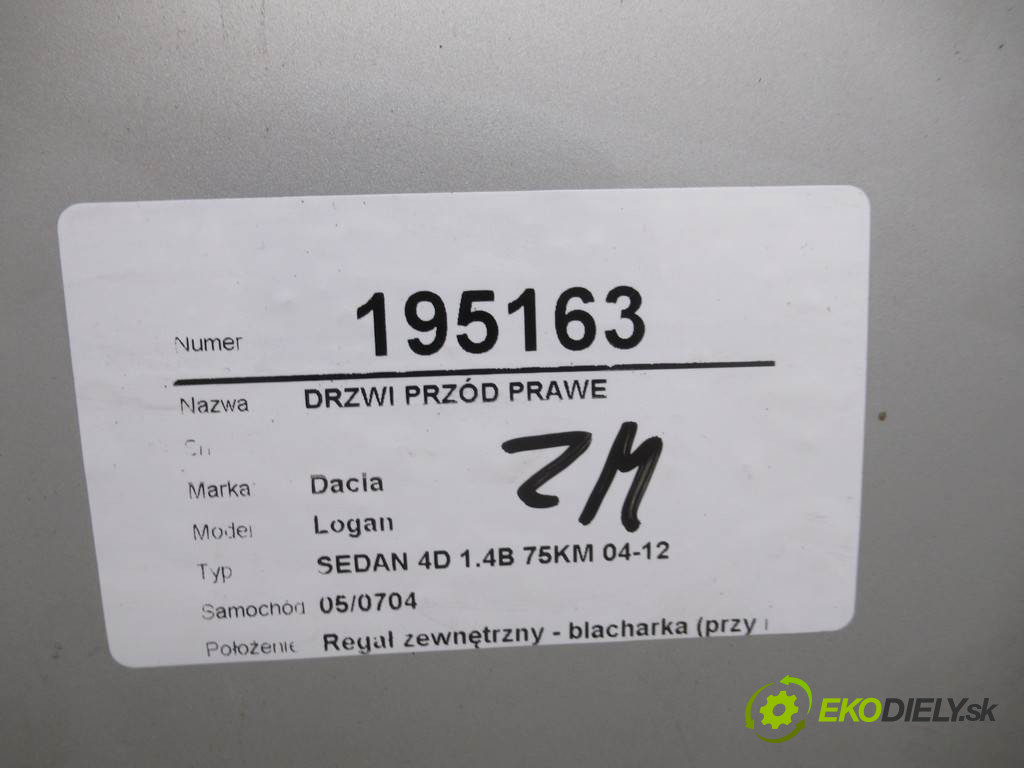 Numer 195163
Nazwa DRZWI PRZÓD PRAWE
ZM
Marka Dacia
Model Logan
Typ SEDAN 4D 1.4B 75KM 04-12
Samochód 05/0704
Położenie Regał zewnętrzny - blacharka (przy
EKODIELY.sk